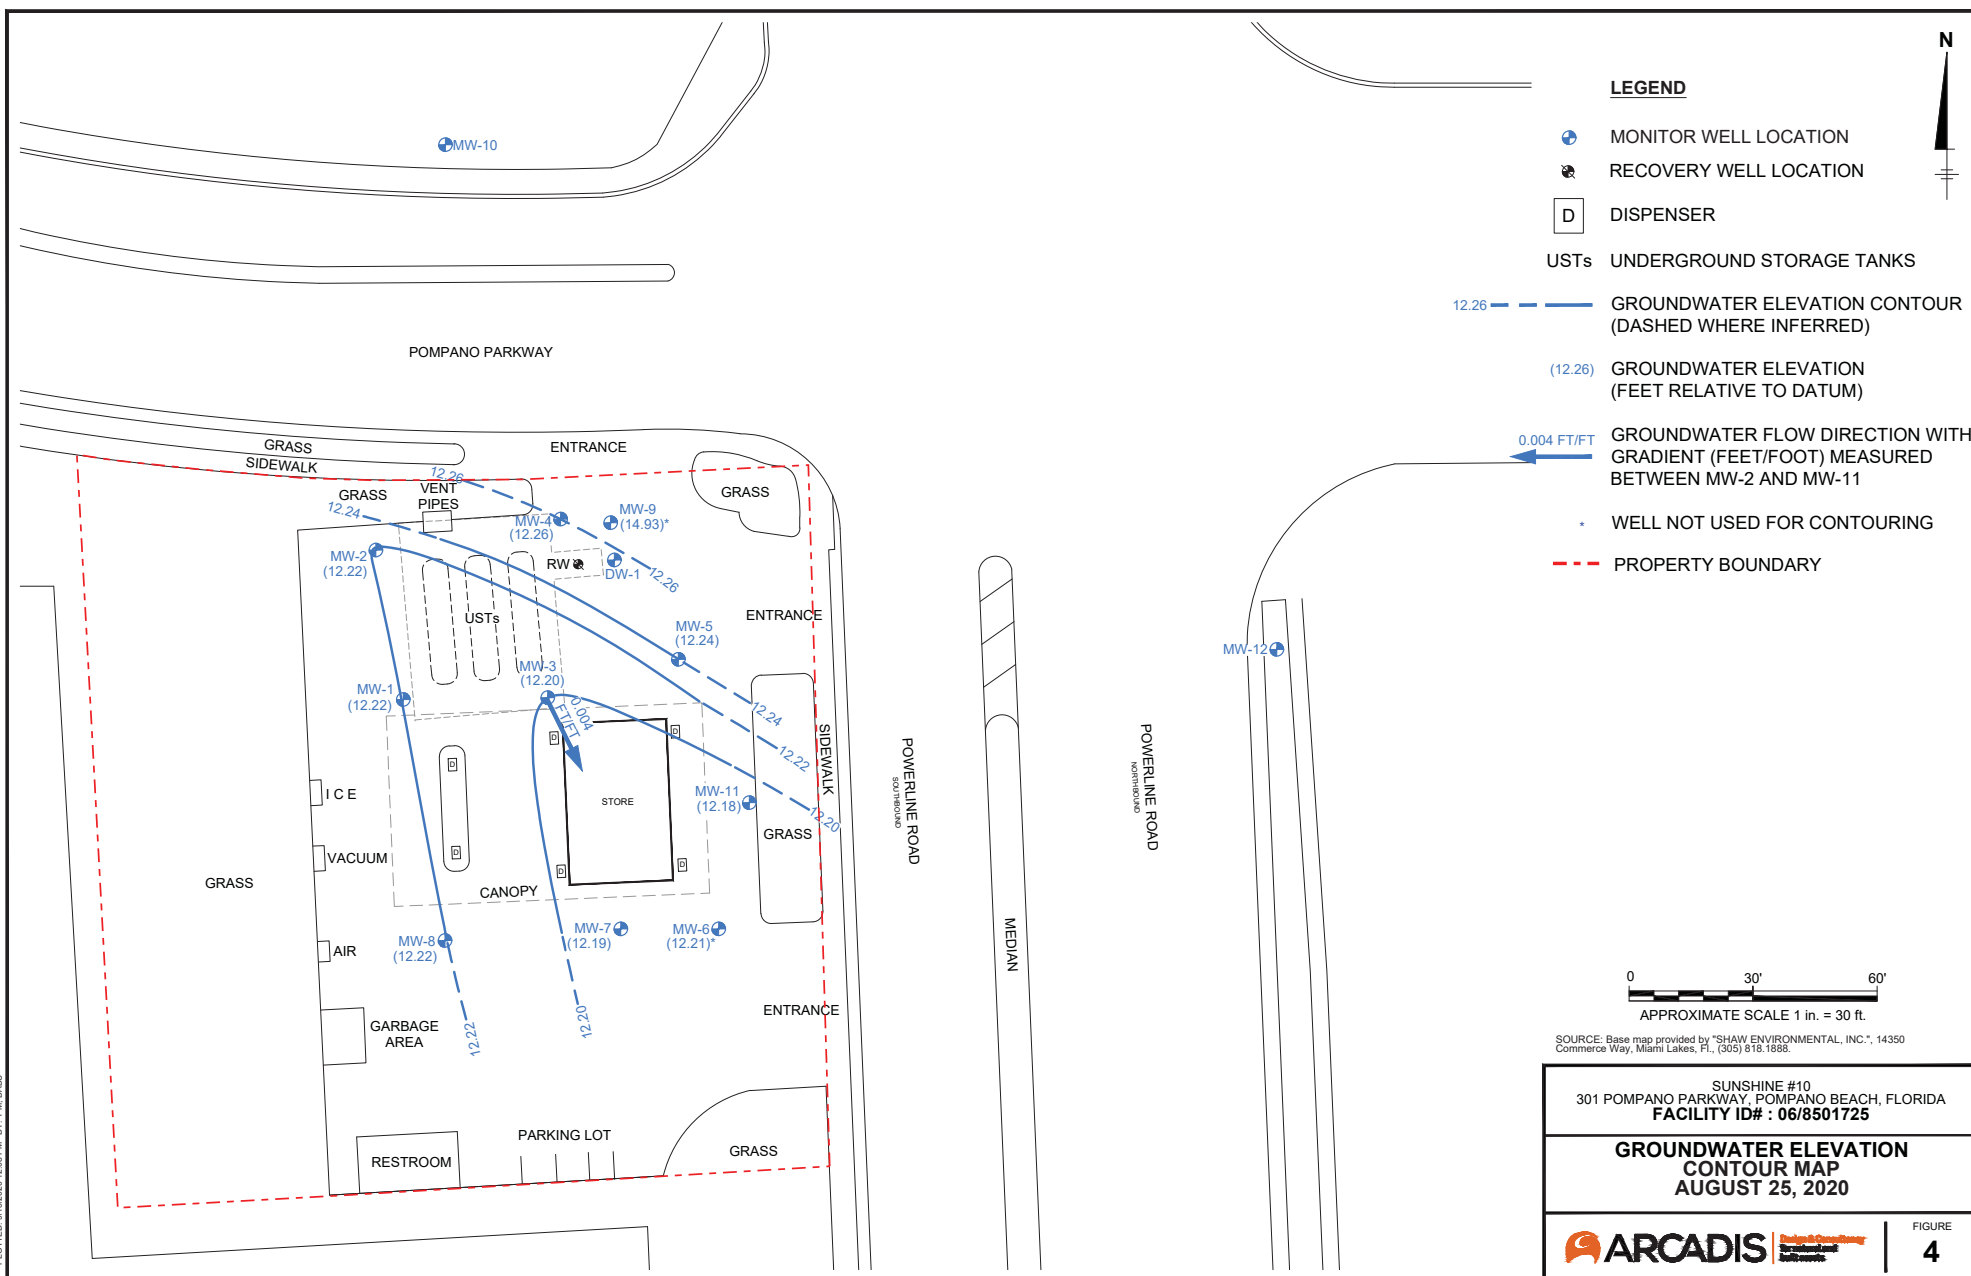 N
LEGEND
MONITOR WELL LOCATION
RECOVERY WELL LOCATION
D DISPENSER
USTs UNDERGROUND STORAGE TANKS
12.26 GROUNDWATER ELEVATION CONTOUR
(DASHED WHERE INFERRED)
(12.26) GROUNDWATER ELEVATION
(FEET RELATIVE TO DATUM)
0.004 FT/FT GROUNDWATER FLOW DIRECTION WITH
GRADIENT (FEET/FOOT) MEASURED
BETWEEN MW-2 AND MW-11
* WELL NOT USED FOR CONTOURING
PROPERTY BOUNDARY
MW-10
POMPANO PARKWAY
GRASS
SIDEWALK
ENTRANCE
12.26
GRASS
VENT
PIPES
GRASS
12.24
MW-4
(12.26)
MW-9
(14.93)*
MW-2
(12.22)
RW
DW-1
12.26
USTs
ENTRANCE
MW-5
(12.24)
MW-12
MW-3
(12.20)
MW-1
(12.22)
0.004
FT/FT
12.24
12.22
D
D
D
D
D
D
STORE
MW-11
(12.18)
12.20
SIDEWALK
GRASS
POWERLINE ROAD
SOUTHBOUND
POWERLINE ROAD
NORTHBOUND
MEDIAN
I C E
VACUUM
GRASS
CANOPY
AIR
MW-8
(12.22)
MW-7
(12.19)
MW-6
(12.21)*
ENTRANCE
12.22
12.20
GARBAGE
AREA
PARKING LOT
RESTROOM
GRASS
0 30' 60'
APPROXIMATE SCALE 1 in. = 30 ft.
SOURCE: Base map provided by "SHAW ENVIRONMENTAL, INC.", 14350
Commerce Way, Miami Lakes, Fl., (305) 818.1888.
SUNSHINE #10
301 POMPANO PARKWAY, POMPANO BEACH, FLORIDA
FACILITY ID# : 06/8501725
GROUNDWATER ELEVATION
CONTOUR MAP
AUGUST 25, 2020
ARCADIS
Design & Consultancy
for natural and
built assets
FIGURE
4